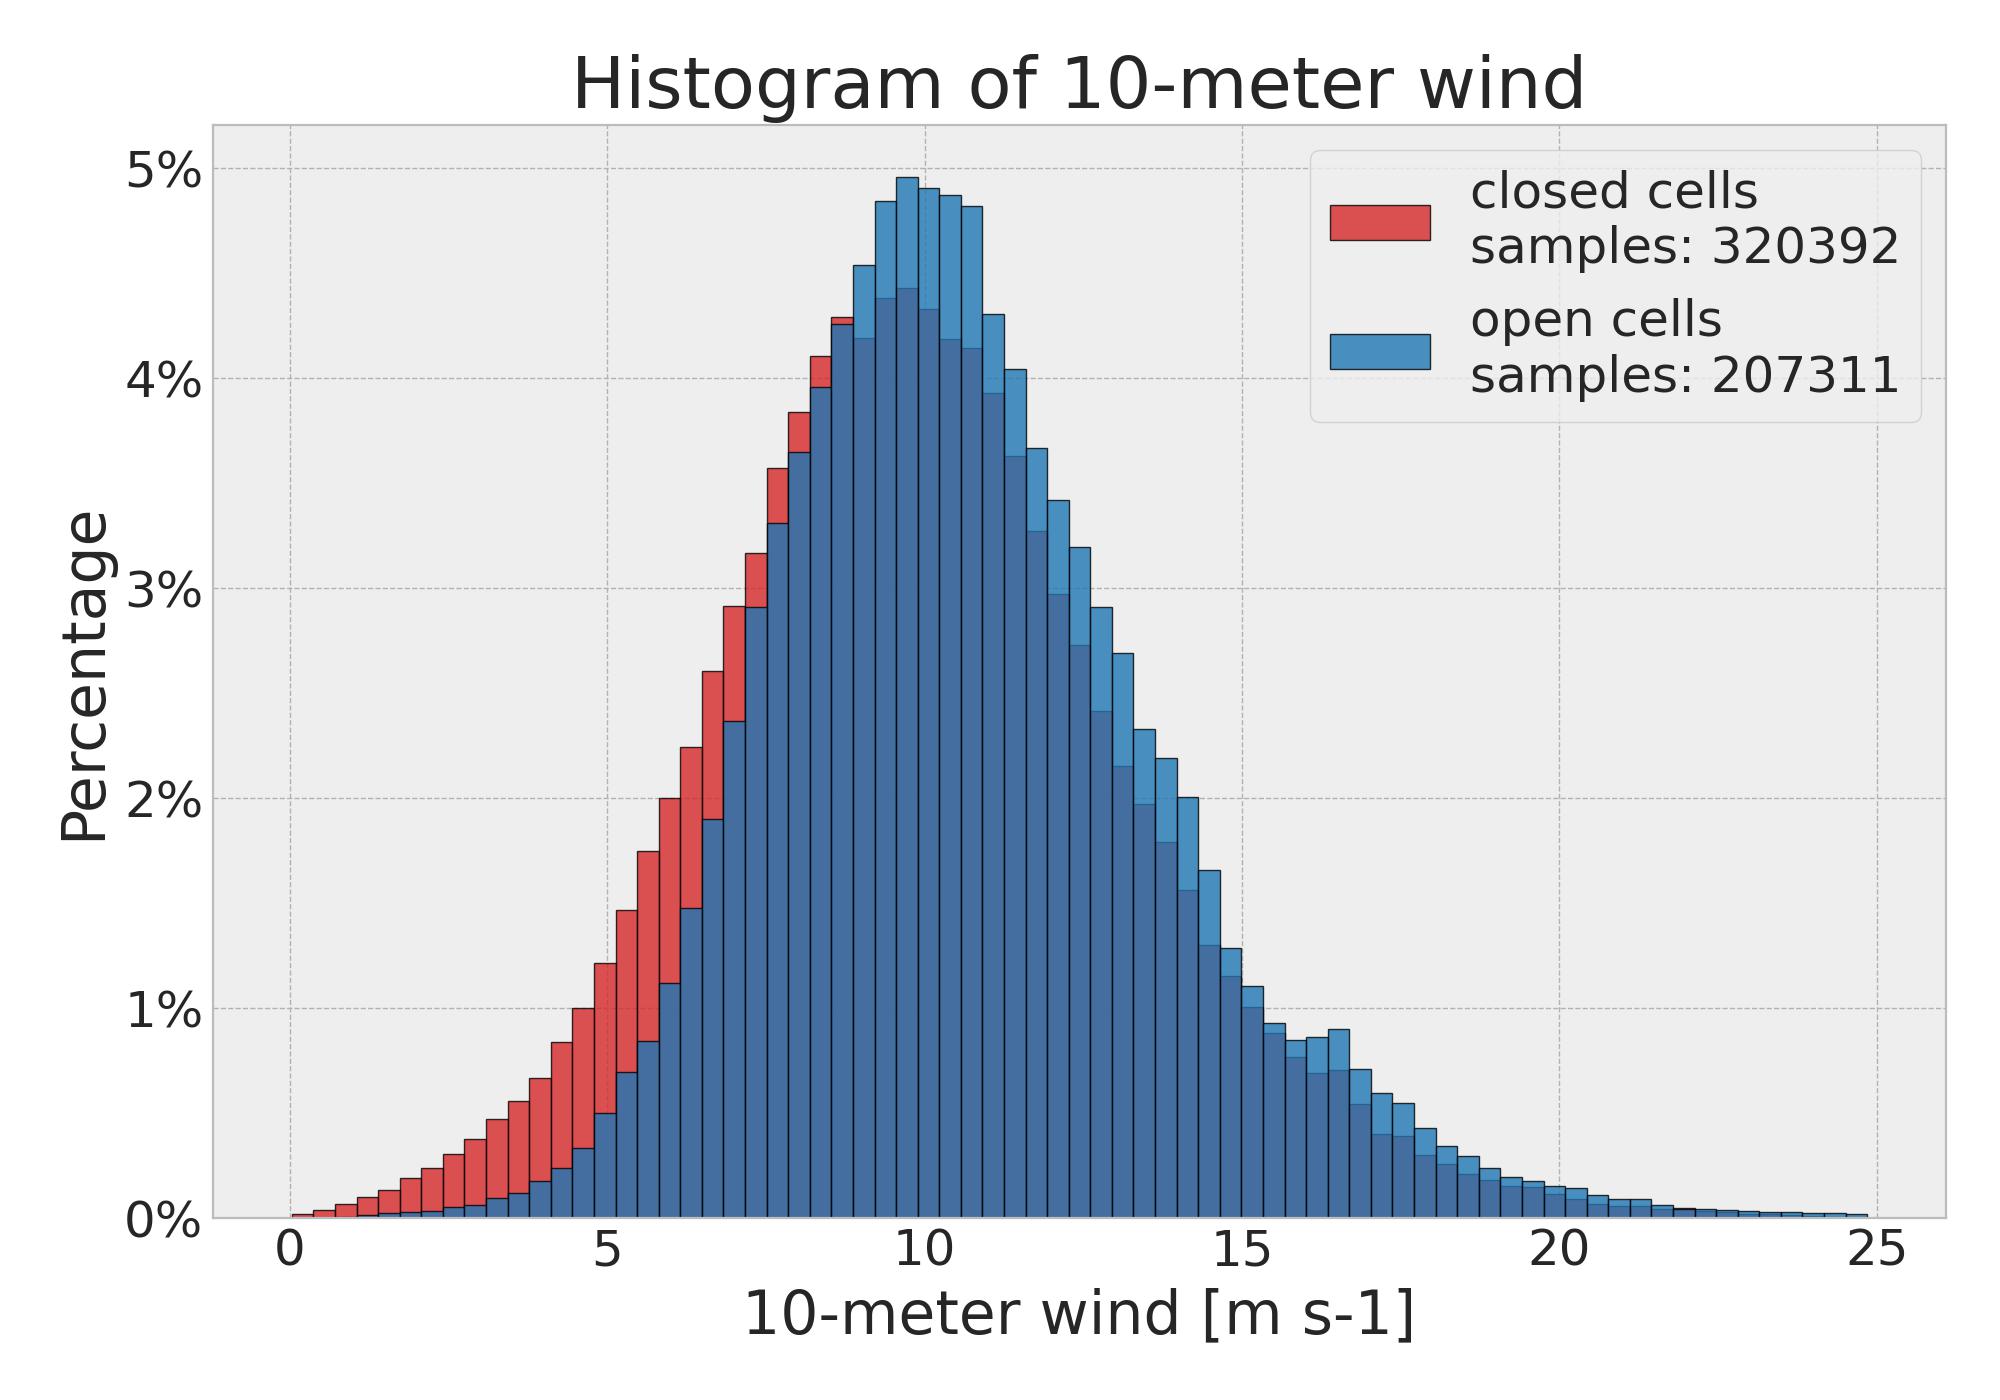 Histogram of 10-meter wind
closed cells
samples: 320392
open cells
samples: 207311
Percentage
5%
4%
3%
2%
1%
0%
0 5 10 15 20 25
10-meter wind [m s-1]